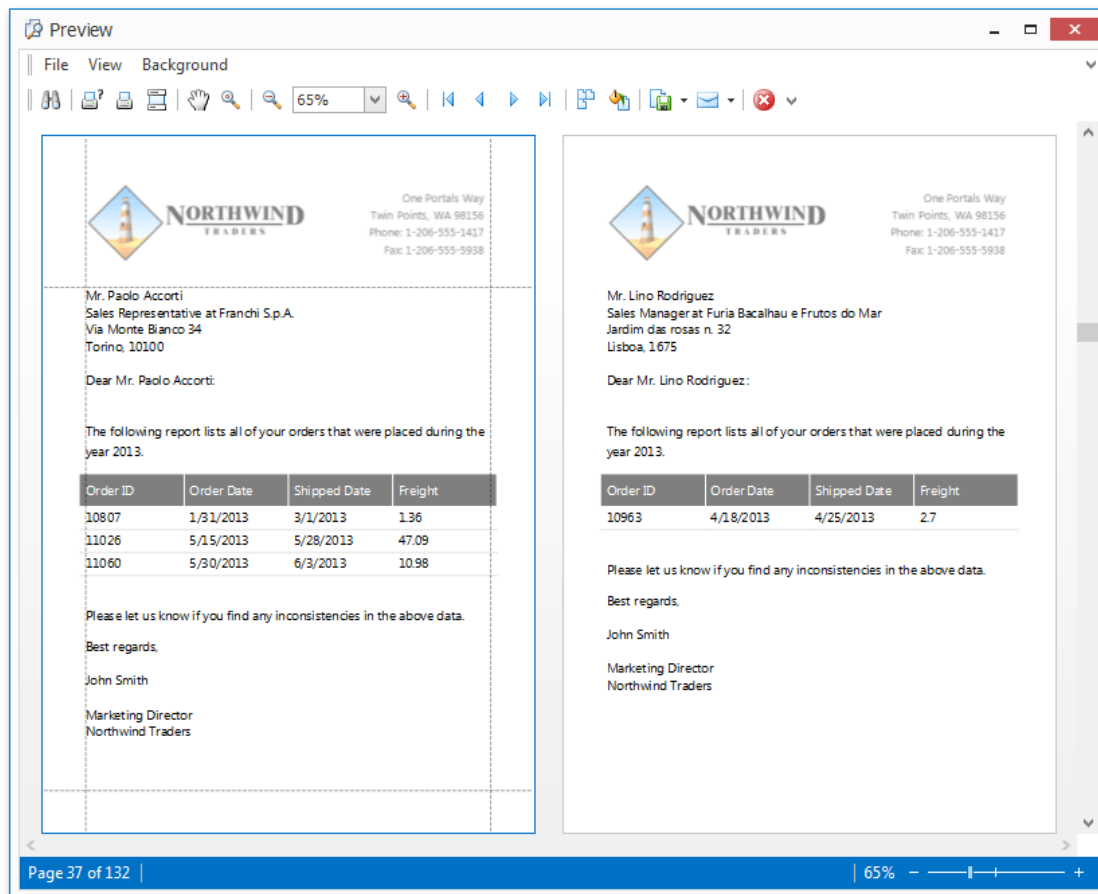 Preview
File View Background
65%
NORTHWIND
TRADERS
One Portals Way
Twin Points, WA 98156
Phone: 1-206-555-1417
Fax: 1-206-555-5938
Mr. Paolo Accorti
Sales Representative at Franchi S.p.A.
Via Monte Bianco 34
Torino, 10100
Dear Mr. Paolo Accorti:
The following report lists all of your orders that were placed during the
year 2013.
Order ID Order Date Shipped Date Freight
10807 1/31/2013 3/1/2013 1.36
11026 5/15/2013 5/28/2013 47.09
11060 5/30/2013 6/3/2013 10.98
Please let us know if you find any inconsistencies in the above data.
Best regards,
John Smith
Marketing Director
Northwind Traders
NORTHWIND
TRADERS
One Portals Way
Twin Points, WA 98156
Phone: 1-206-555-1417
Fax: 1-206-555-5938
Mr. Lino Rodriguez
Sales Manager at Furia Bacalhau e Frutos do Mar
Jardim das rosas n. 32
Lisboa, 1675
Dear Mr. Lino Rodriguez:
The following report lists all of your orders that were placed during the
year 2013.
Order ID Order Date Shipped Date Freight
10963 4/18/2013 4/25/2013 2.7
Please let us know if you find any inconsistencies in the above data.
Best regards,
John Smith
Marketing Director
Northwind Traders
Page 37 of 132
65%